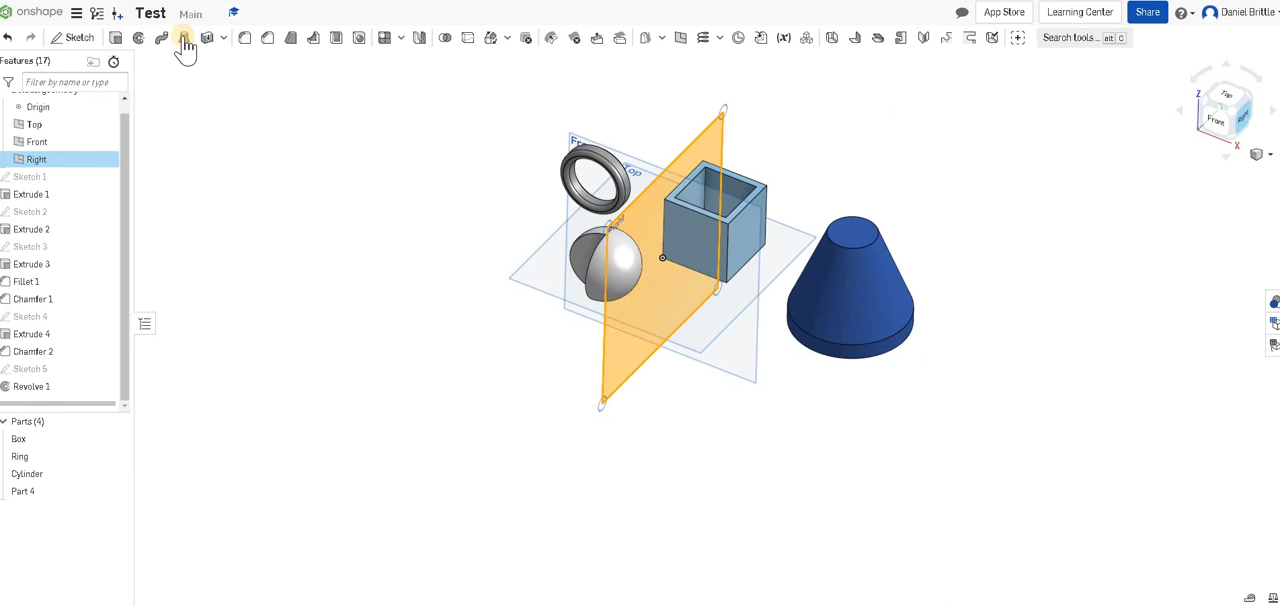 onshape Test Main App Store Learning Center Share Daniel Brittle
Sketch Search tools... alt C
Features (17)
Filter by name or type
Origin
Top
Front
Right
Sketch 1
Extrude 1
Sketch 2
Extrude 2
Sketch 3
Extrude 3
Fillet 1
Chamfer 1
Sketch 4
Extrude 4
Chamfer 2
Sketch 5
Revolve 1
Parts (4)
Box
Ring
Cylinder
Part 4
Top
Right
Z
Top
Front
Right
X